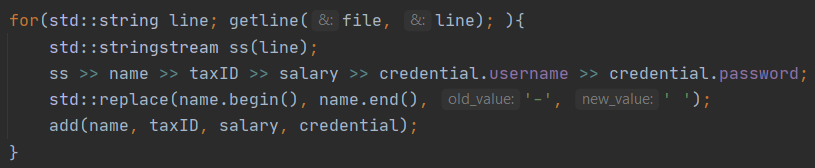 for(std::string line; getline( &: file, &: line); ){
    std::stringstream ss(line);
    ss >> name >> taxID >> salary >> credential.username >> credential.password;
    std::replace(name.begin(), name.end(), old_value: '-', new_value: ' ');
    add(name, taxID, salary, credential);
}